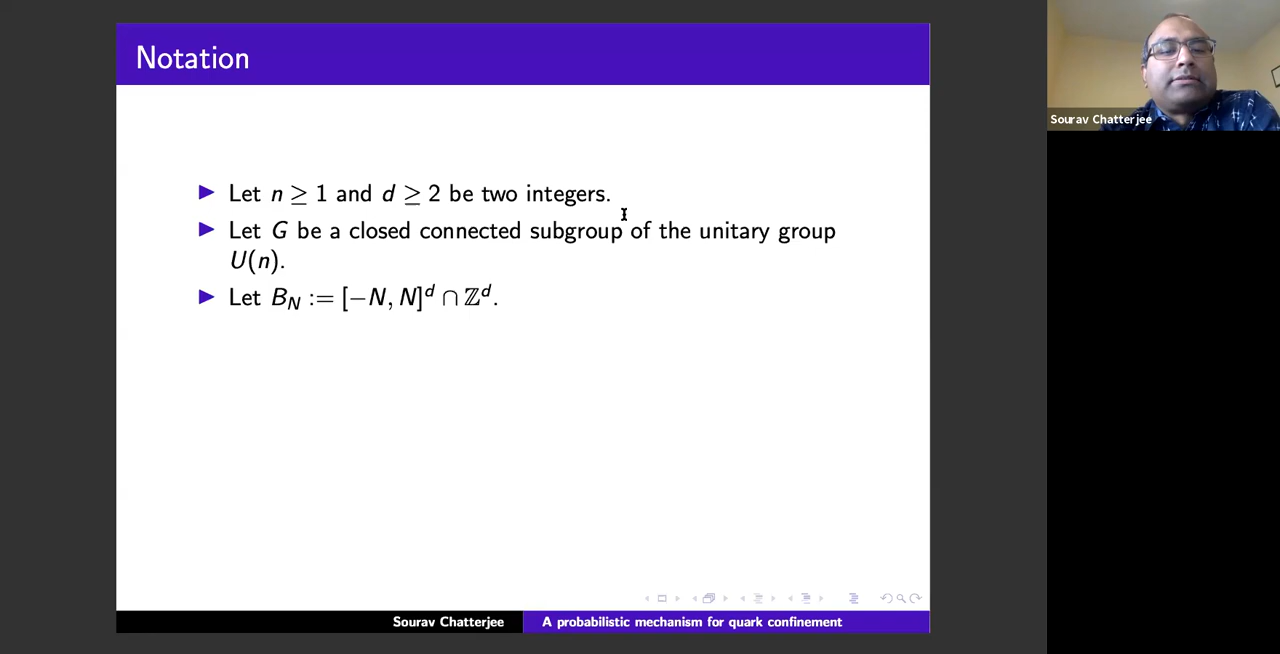 Notation
Sourav Chatterjee
▶ Let n ≥ 1 and d ≥ 2 be two integers.
▶ Let G be a closed connected subgroup of the unitary group
U(n).
▶ Let B_N := [−N, N]^d ∩ ℤ^d.
Sourav Chatterjee
A probabilistic mechanism for quark confinement